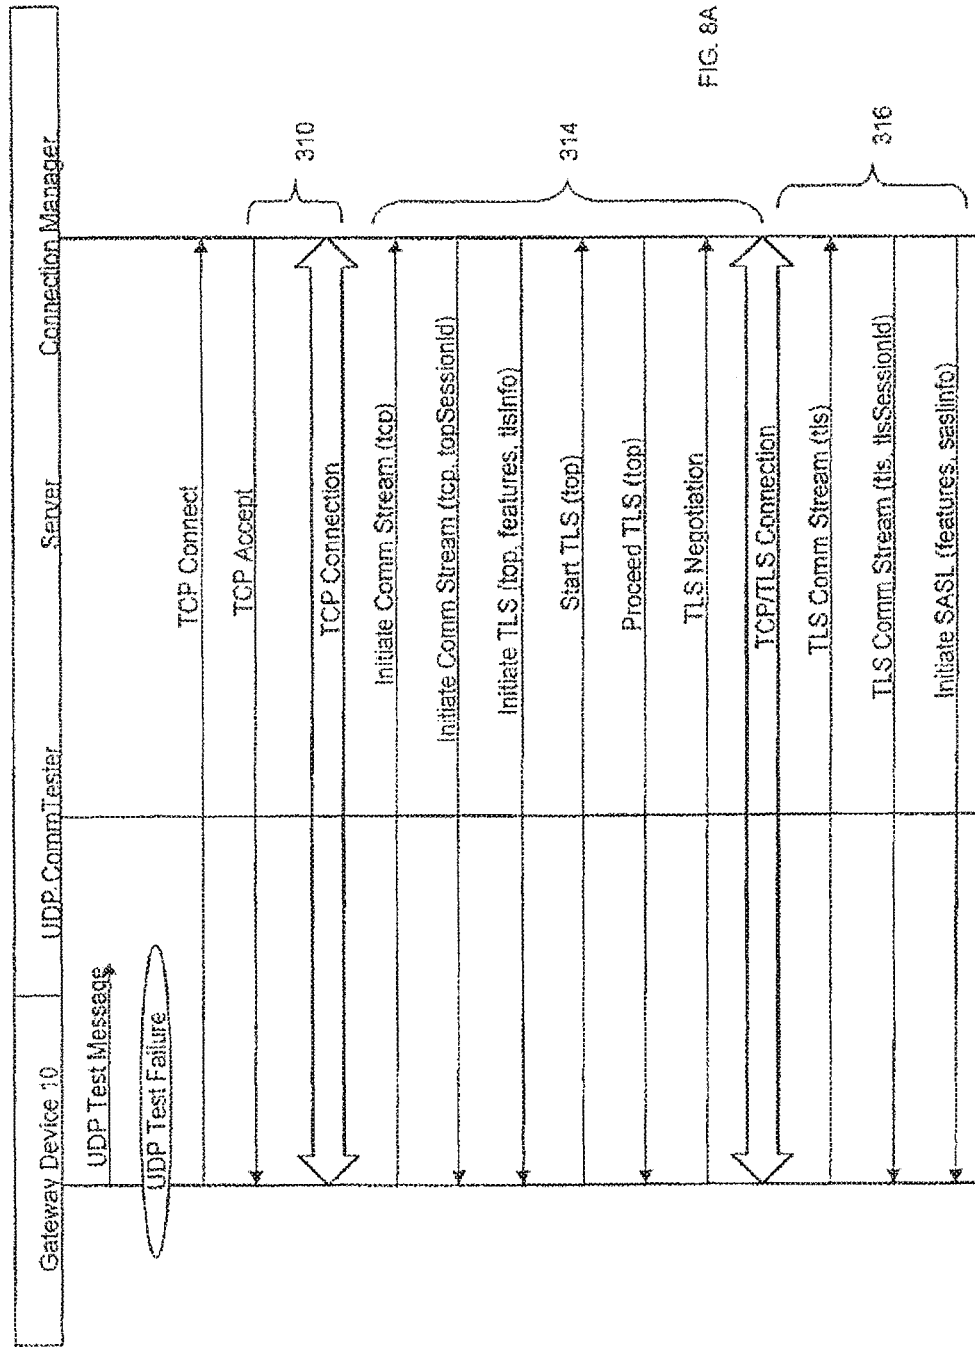 Gateway Device 10
UDP CommTester
Server
Connection Manager
UDP Test Message
UDP Test Failure
TCP Connect
TCP Accept
TCP Connection
310
Initiate Comm Stream (tcp)
Initiate Comm Stream (tcp, tcpSessionId)
Initiate TLS (tcp, features, tlsInfo)
Start TLS (tcp)
Proceed TLS (tcp)
TLS Negotiation
314
TCP/TLS Connection
TLS Comm Stream (tls)
TLS Comm Stream (tls, tlsSessionId)
Initiate SASL (features, saslInfo)
316
FIG. 8A